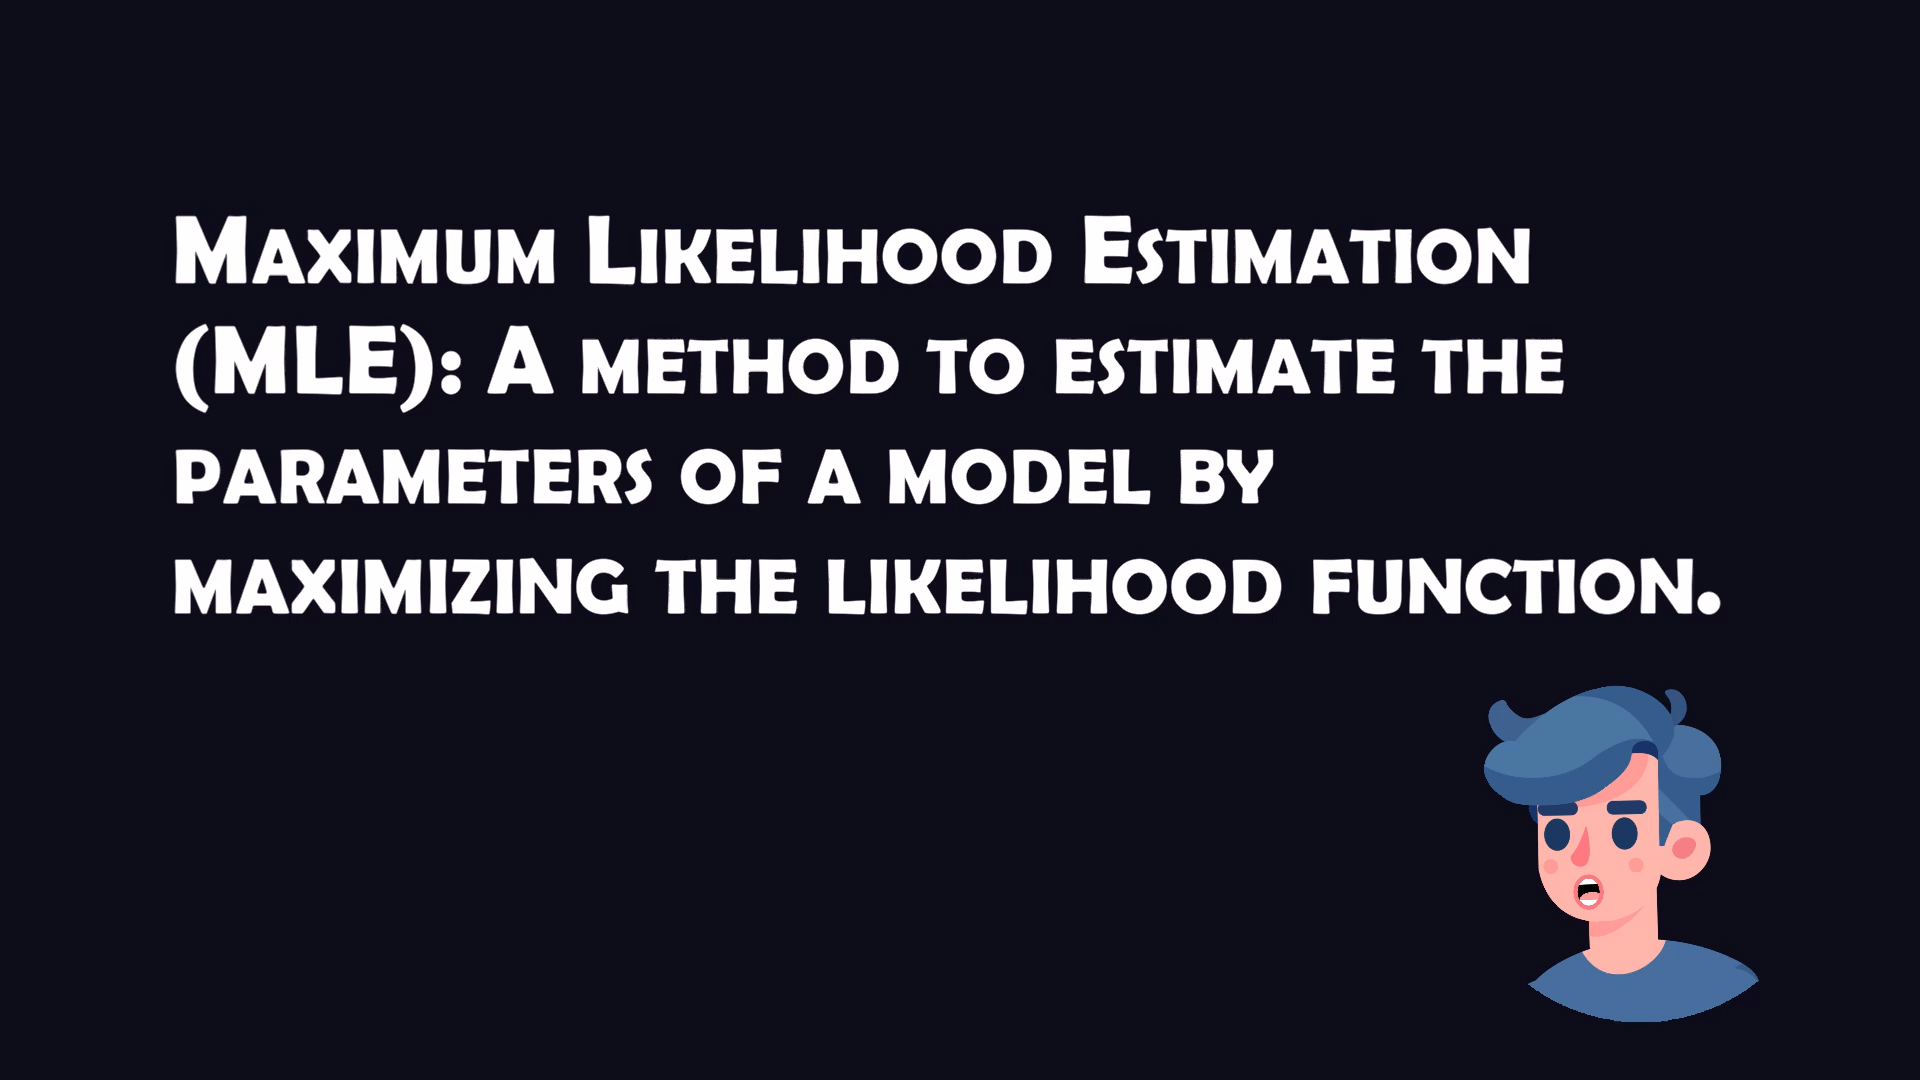 Maximum Likelihood Estimation
(MLE): A method to estimate the
parameters of a model by
maximizing the likelihood function.